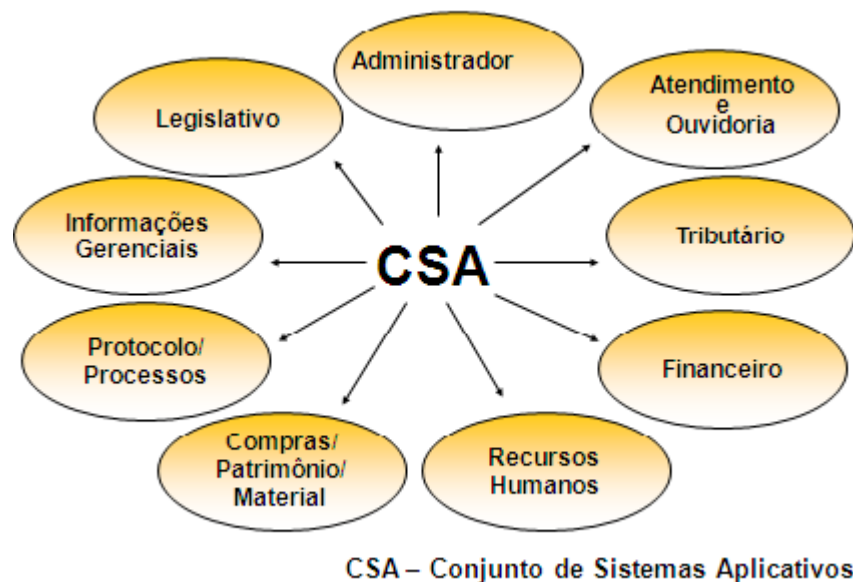 Administrador
Atendimento
e
Ouvidoria
Legislativo
Informações
Gerenciais
CSA
Tributário
Protocolo/
Processos
Financeiro
Compras/
Patrimônio/
Material
Recursos
Humanos
CSA – Conjunto de Sistemas Aplicativos